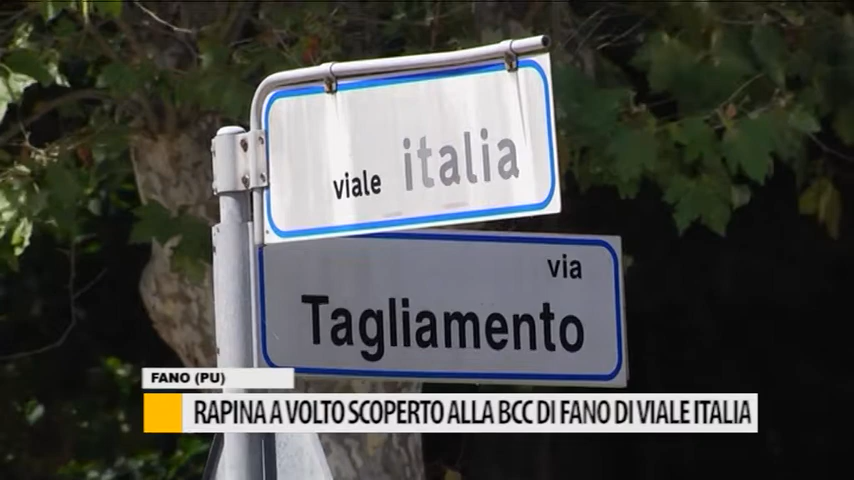 viale italia
via
Tagliamento
FANO (PU)
RAPINA A VOLTO SCOPERTO ALLA BCC DI FANO DI VIALE ITALIA